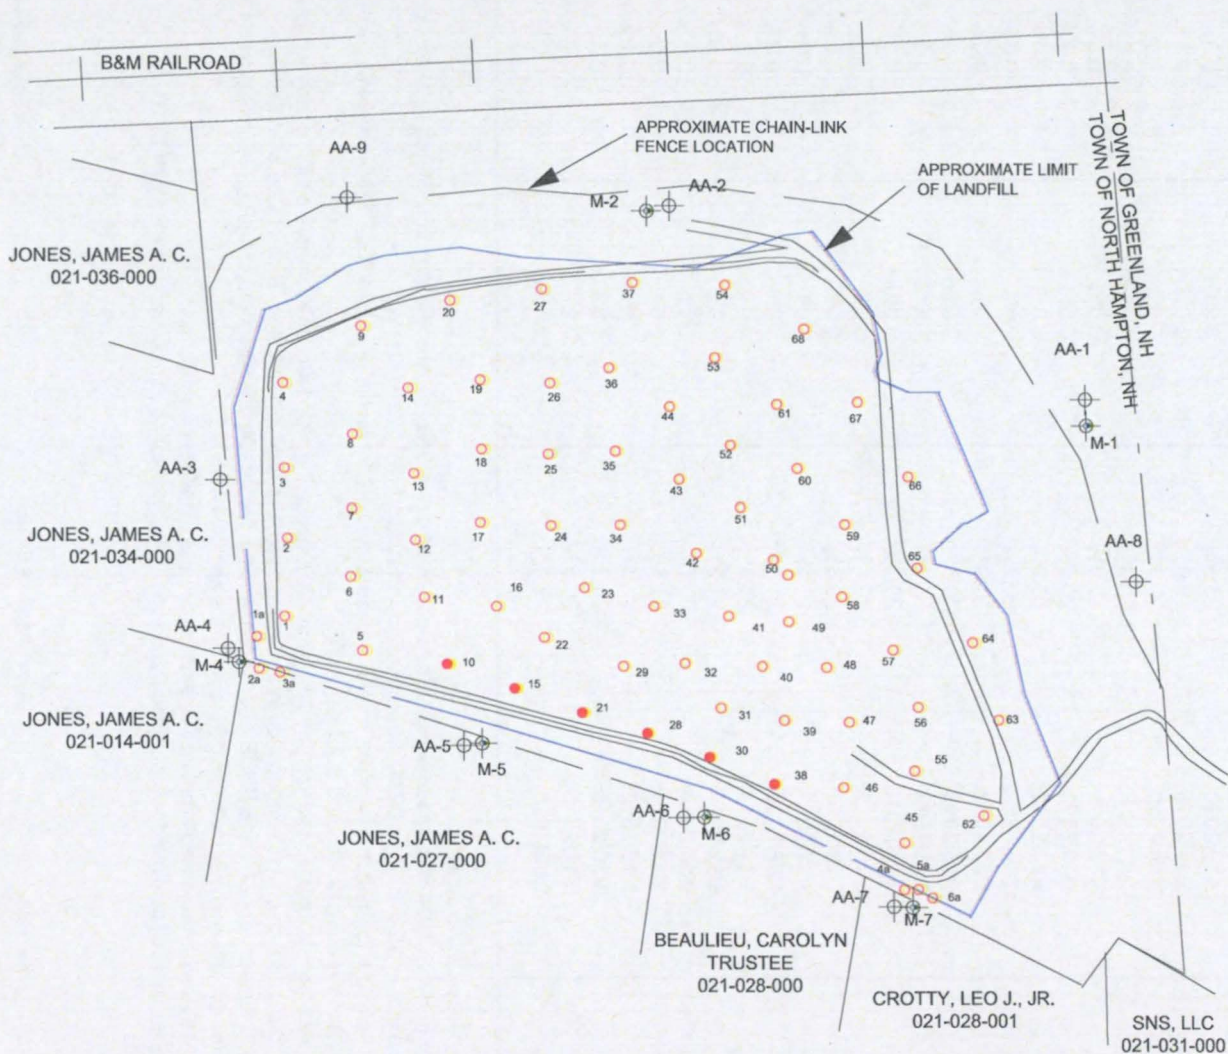 B&M RAILROAD
APPROXIMATE CHAIN-LINK
FENCE LOCATION
AA-9
APPROXIMATE LIMIT
OF LANDFILL
AA-2
M-2
TOWN OF GREENLAND, NH
TOWN OF NORTH HAMPTON, NH
JONES, JAMES A. C.
021-036-000
37
54
27
20
9
68
AA-1
53
36
4
14
19
26
44
61
67
M-1
8
18
25
35
52
AA-3
3
13
43
60
66
7
51
JONES, JAMES A. C.
021-034-000
2
12
17
24
34
59
AA-8
42
50
65
6
16
11
23
33
58
1a
1
41
49
AA-4
5
22
64
M-4
10
57
2a
3a
29
32
40
48
15
JONES, JAMES A. C.
021-014-001
21
31
39
47
56
63
28
AA-5
M-5
30
55
38
46
AA-6
M-6
45
62
JONES, JAMES A. C.
021-027-000
4a
5a
6a
AA-7
M-7
BEAULIEU, CAROLYN
TRUSTEE
021-028-000
CROTTY, LEO J., JR.
021-028-001
SNS, LLC
021-031-000